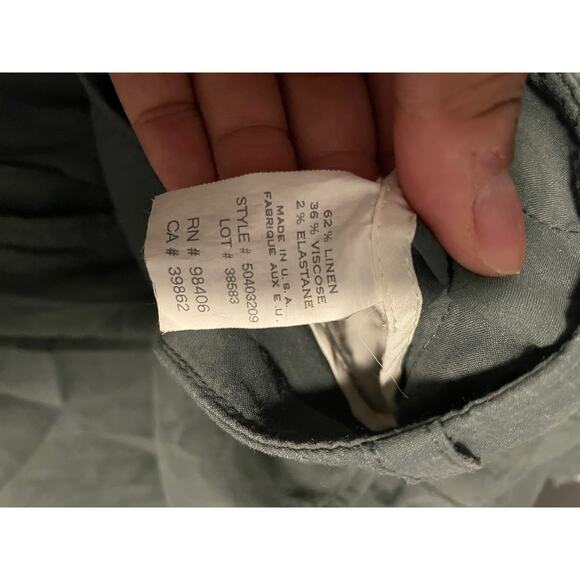 62% LINEN
36% VISCOSE
2% ELASTANE
MADE IN U.S.A.
FABRIQUE AUX E.U.
STYLE# 50403209
LOT # 38583
RN # 98406
CA # 39862